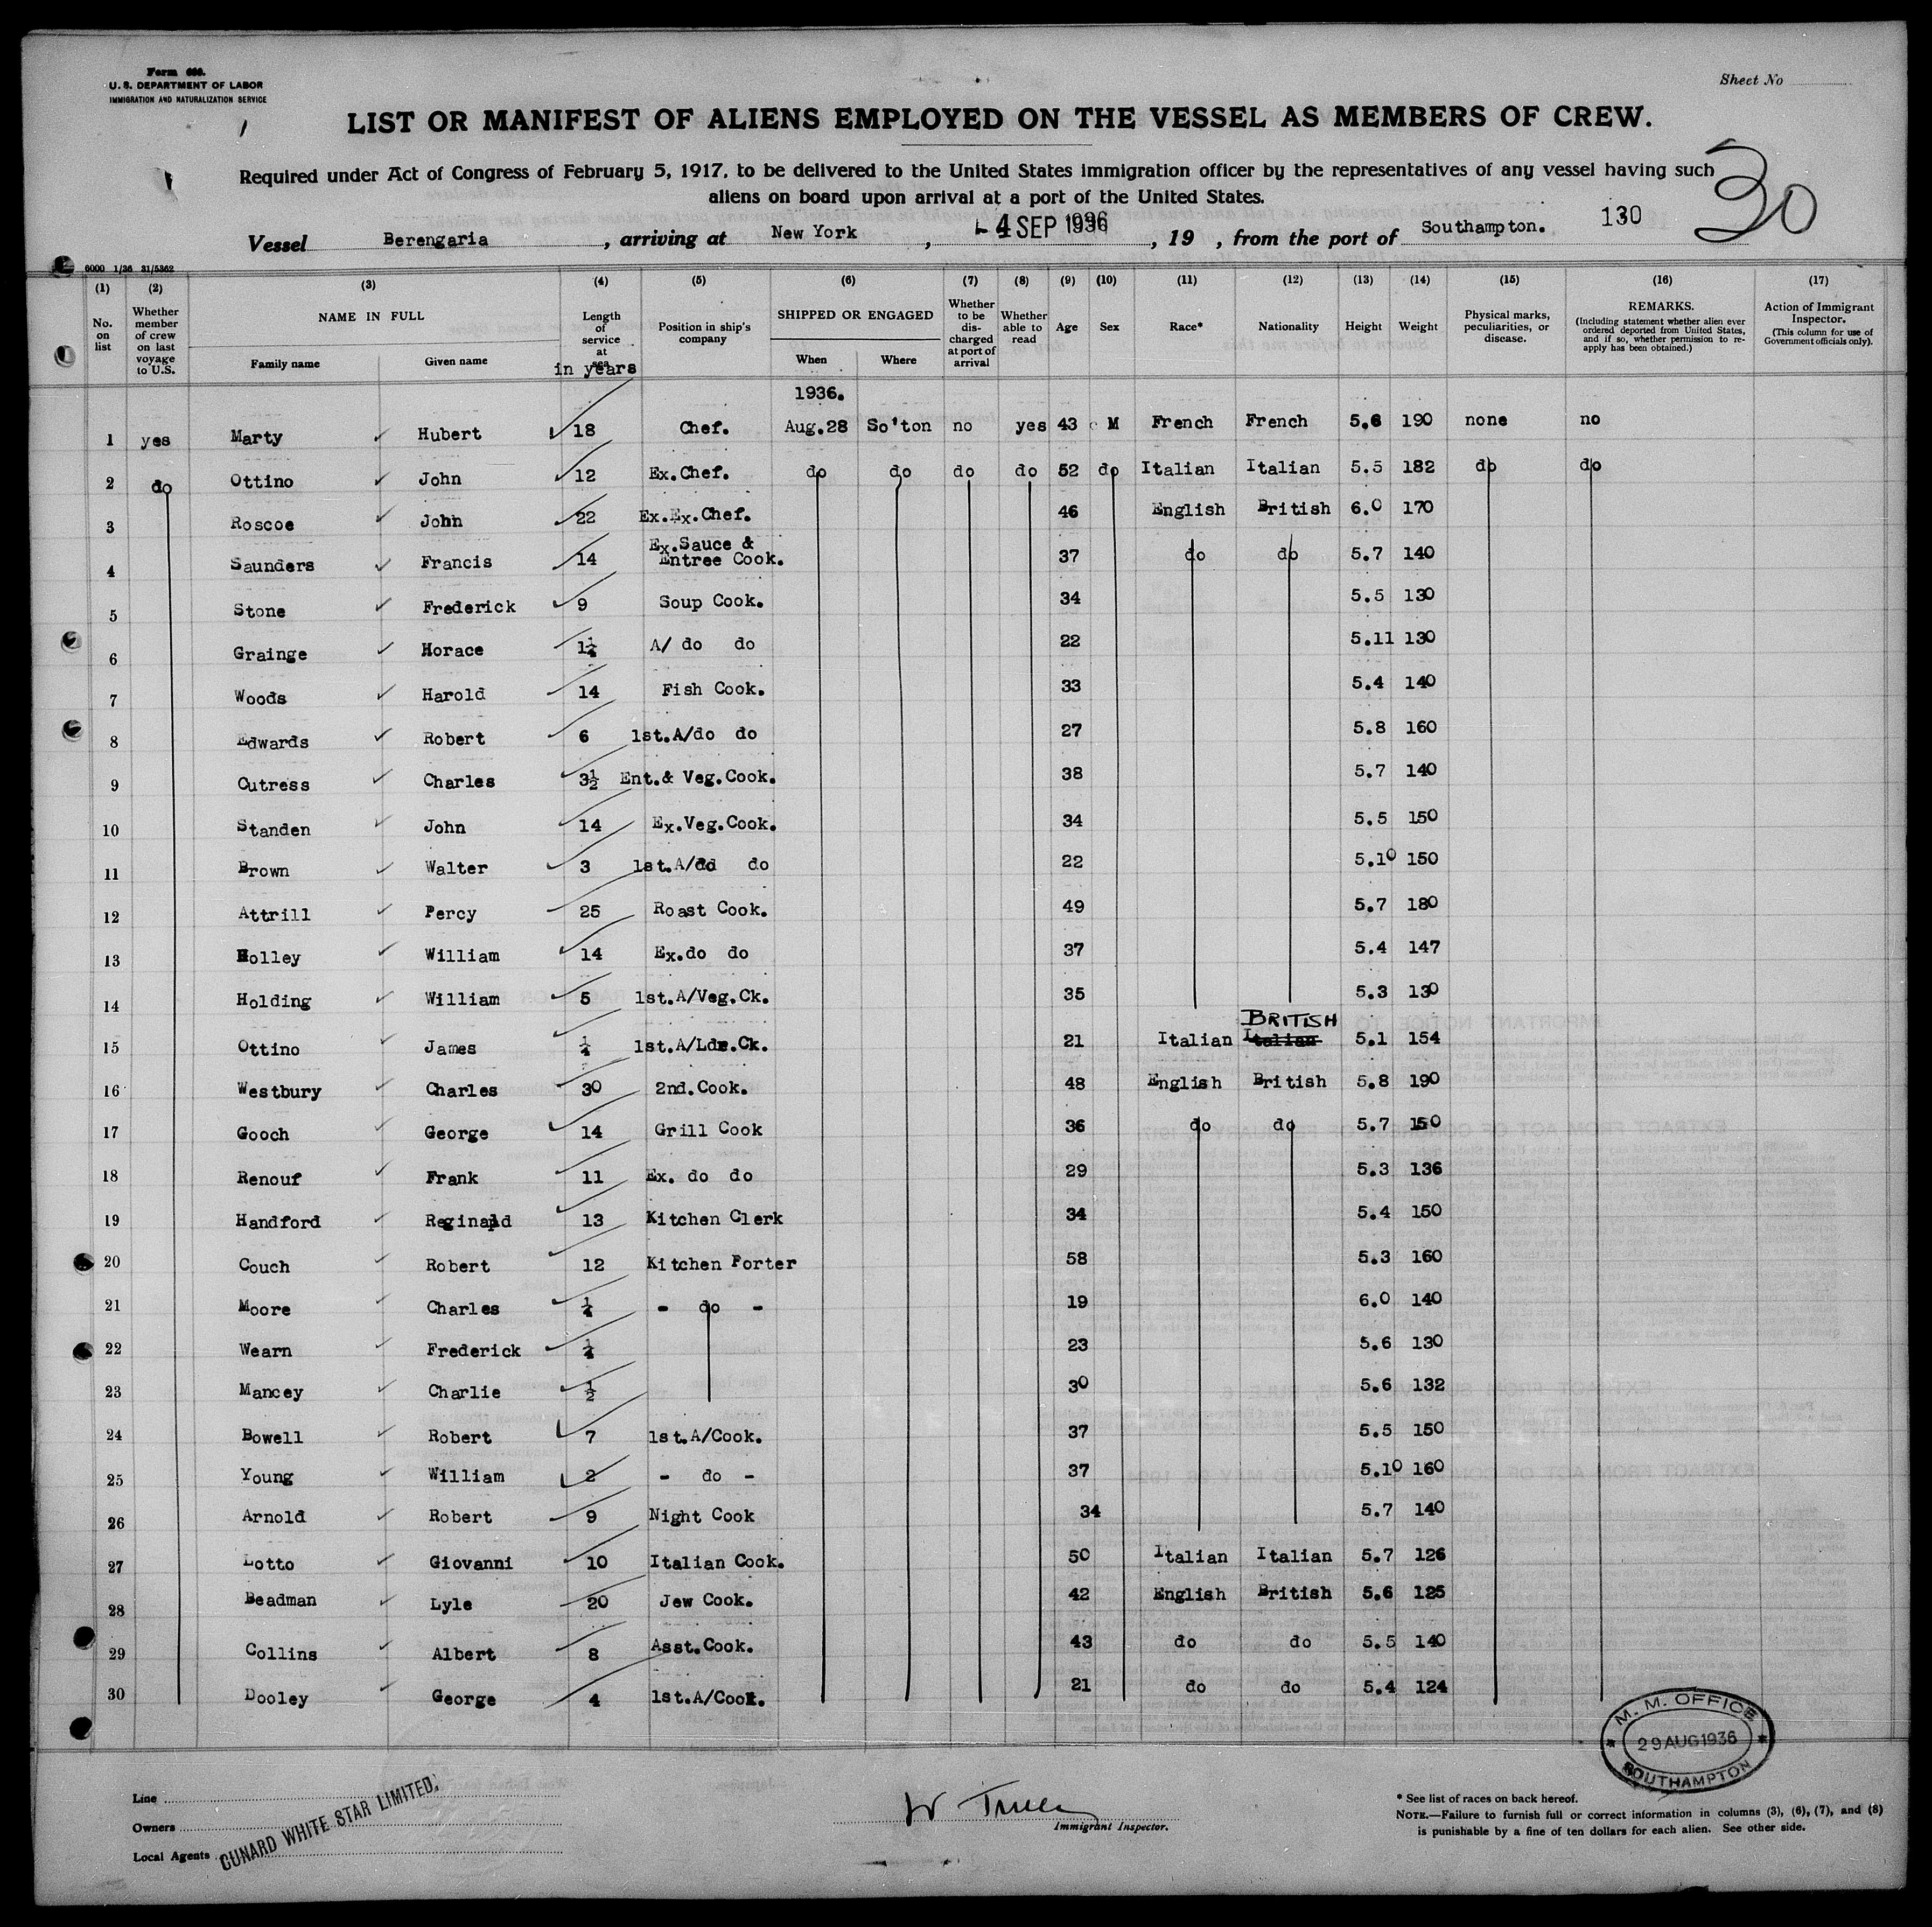 Form 680.
U. S. DEPARTMENT OF LABOR
IMMIGRATION AND NATURALIZATION SERVICE
Sheet No
LIST OR MANIFEST OF ALIENS EMPLOYED ON THE VESSEL AS MEMBERS OF CREW.
Required under Act of Congress of February 5, 1917, to be delivered to the United States immigration officer by the representatives of any vessel having such
aliens on board upon arrival at a port of the United States.
30
130
Vessel Berengaria, arriving at New York, - 4 SEP 1936, 19 , from the port of Southampton.
6000 1/36 31/5362
(1) (2) (3) (4) (5) (6) (7) (8) (9) (10) (11) (12) (13) (14) (15) (16) (17)
No. on list
Whether member of crew on last voyage to U.S.
NAME IN FULL
Family name Given name
Length of service at sea in years
Position in ship's company
SHIPPED OR ENGAGED
When Where
Whether to be discharged at port of arrival
Whether able to read
Age
Sex
Race*
Nationality
Height
Weight
Physical marks, peculiarities, or disease.
REMARKS.
(Including statement whether alien ever ordered deported from United States, and if so, whether permission to re-apply has been obtained.)
Action of Immigrant Inspector.
(This column for use of Government officials only).
1936.
1 yes Marty Hubert 18 Chef. Aug.28 So'ton no yes 43 M French French 5.6 190 none no
2 do Ottino John 12 Ex.Chef. do do do do 52 do Italian Italian 5.5 182 do do
3 Roscoe John 22 Ex.Ex.Chef. 46 English British 6.0 170
4 Saunders Francis 14 Ex.Sauce & Entree Cook. 37 do do 5.7 140
5 Stone Frederick 9 Soup Cook. 34 5.5 130
6 Grainge Horace 1¼ A/ do do 22 5.11 130
7 Woods Harold 14 Fish Cook. 33 5.4 140
8 Edwards Robert 6 1st.A/do do 27 5.8 160
9 Cutress Charles 3½ Ent.& Veg.Cook. 38 5.7 140
10 Standen John 14 Ex.Veg.Cook. 34 5.5 150
11 Brown Walter 3 1st.A/do do 22 5.10 150
12 Attrill Percy 25 Roast Cook. 49 5.7 180
13 Holley William 14 Ex.do do 37 5.4 147
14 Holding William 5 1st.A/Veg.Ck. 35 5.3 130
BRITISH
15 Ottino James ¼ 1st.A/Ldr.Ck. 21 Italian Italian 5.1 154
16 Westbury Charles 30 2nd.Cook. 48 English British 5.8 190
17 Gooch George 14 Grill Cook 36 do do 5.7 150
18 Renouf Frank 11 Ex. do do 29 5.3 136
19 Handford Reginald 13 Kitchen Clerk 34 5.4 150
20 Couch Robert 12 Kitchen Porter 58 5.3 160
21 Moore Charles ¼ - do - 19 6.0 140
22 Wearn Frederick ¼ 23 5.6 130
23 Mancey Charlie ½ 30 5.6 132
24 Bowell Robert 7 1st.A/Cook. 37 5.5 150
25 Young William 2 - do - 37 5.10 160
26 Arnold Robert 9 Night Cook 34 5.7 140
27 Lotto Giovanni 10 Italian Cook. 50 Italian Italian 5.7 126
28 Beadman Lyle 20 Jew Cook. 42 English British 5.6 125
29 Collins Albert 8 Asst.Cook. 43 do do 5.5 140
30 Dooley George 4 1st.A/Cook. 21 do do 5.4 124
M. M. OFFICE
29 AUG 1936
SOUTHAMPTON
Line
Owners
Local Agents
CUNARD WHITE STAR LIMITED.
Immigrant Inspector.
* See list of races on back hereof.
NOTE.—Failure to furnish full or correct information in columns (3), (6), (7), and (8)
is punishable by a fine of ten dollars for each alien. See other side.